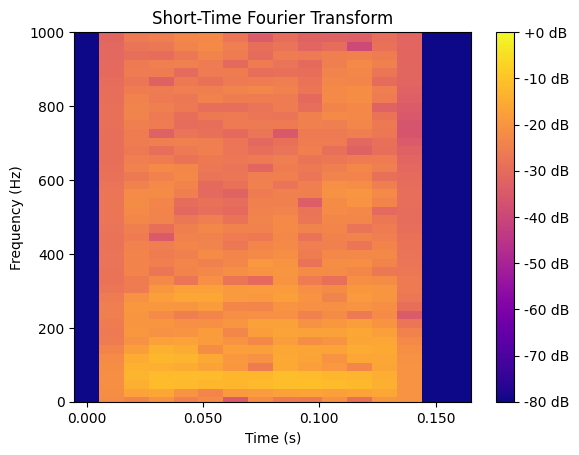 Short-Time Fourier Transform
1000
800
600
400
200
0
Frequency (Hz)
0.000
0.050
0.100
0.150
Time (s)
+0 dB
-10 dB
-20 dB
-30 dB
-40 dB
-50 dB
-60 dB
-70 dB
-80 dB